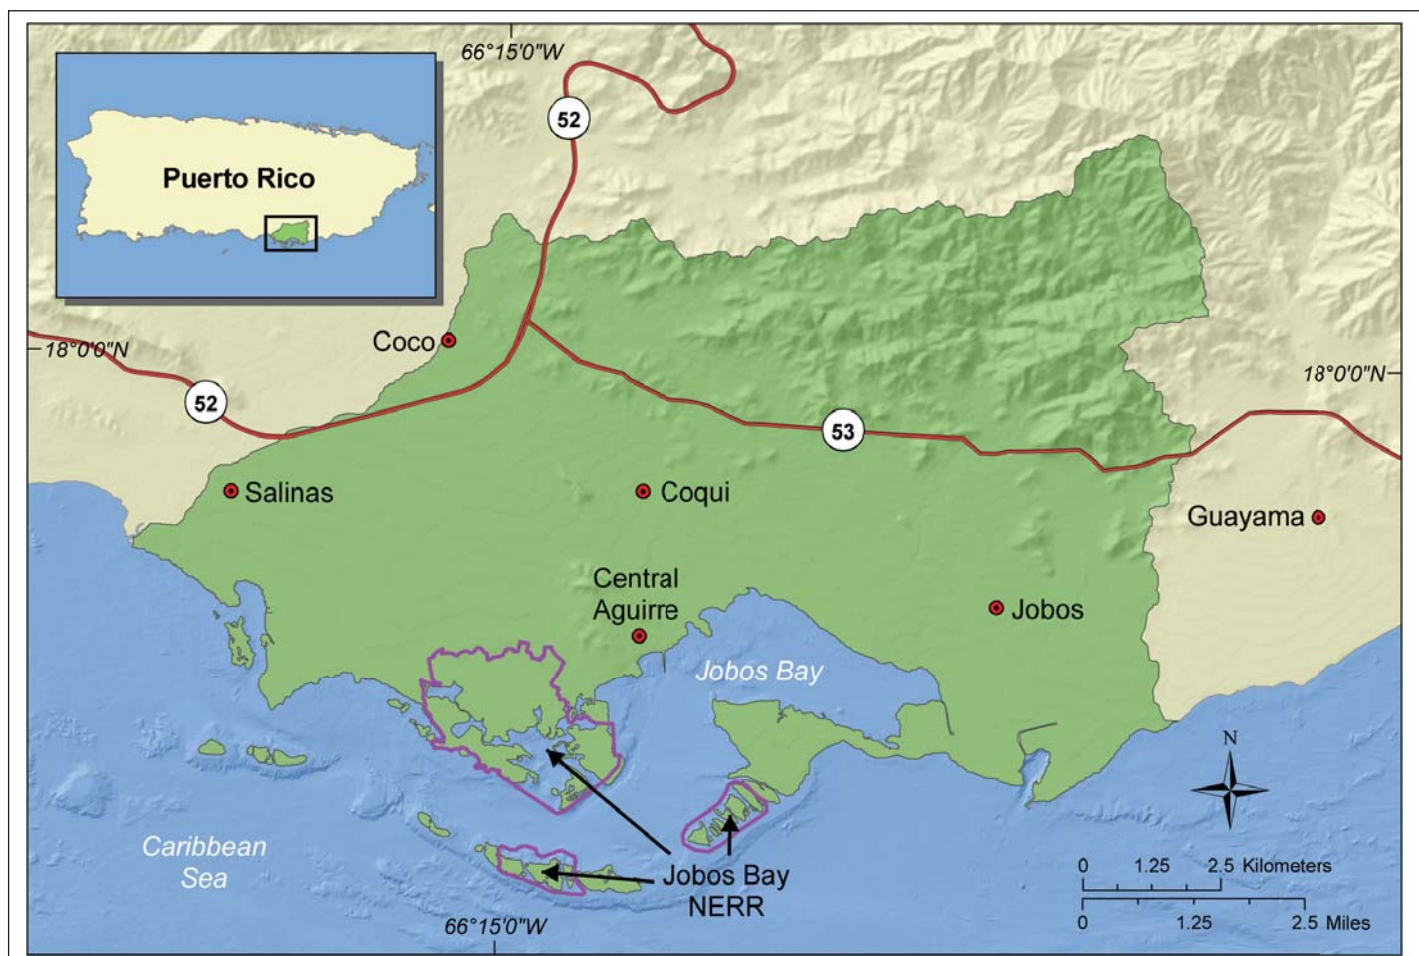 66°15'0"W
52
Puerto Rico
Coco
18°0'0"N
18°0'0"N
52
53
Salinas
Coqui
Guayama
Central
Aguirre
Jobos
Jobos Bay
N
Caribbean
Sea
Jobos Bay
NERR
0 1.25 2.5 Kilometers
0 1.25 2.5 Miles
66°15'0"W